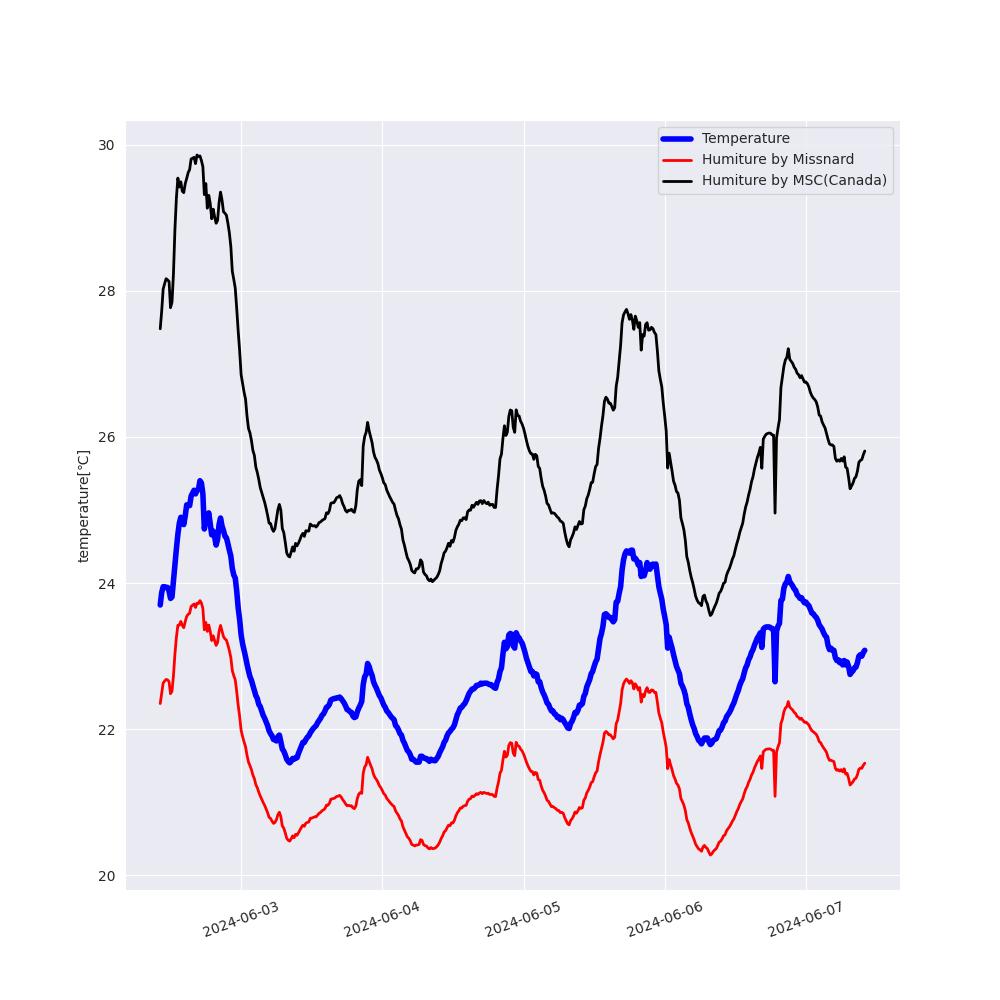 30
28
26
24
22
20
temperature[℃]
Temperature
Humiture by Missnard
Humiture by MSC(Canada)
2024-06-03
2024-06-04
2024-06-05
2024-06-06
2024-06-07